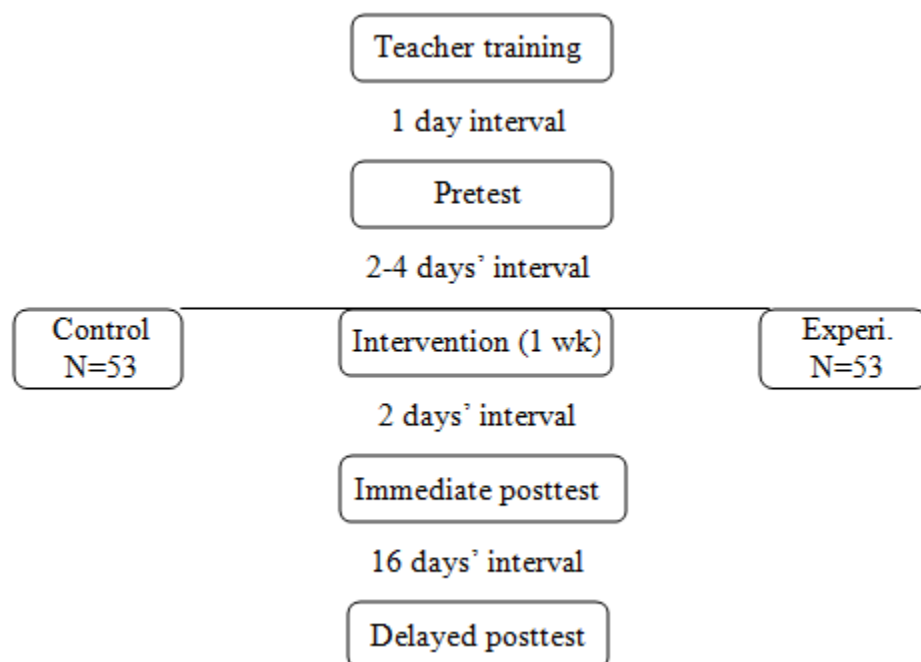 Teacher training
1 day interval
Pretest
2-4 days’ interval
Control
N=53
Intervention (1 wk)
Experi.
N=53
2 days’ interval
Immediate posttest
16 days’ interval
Delayed posttest